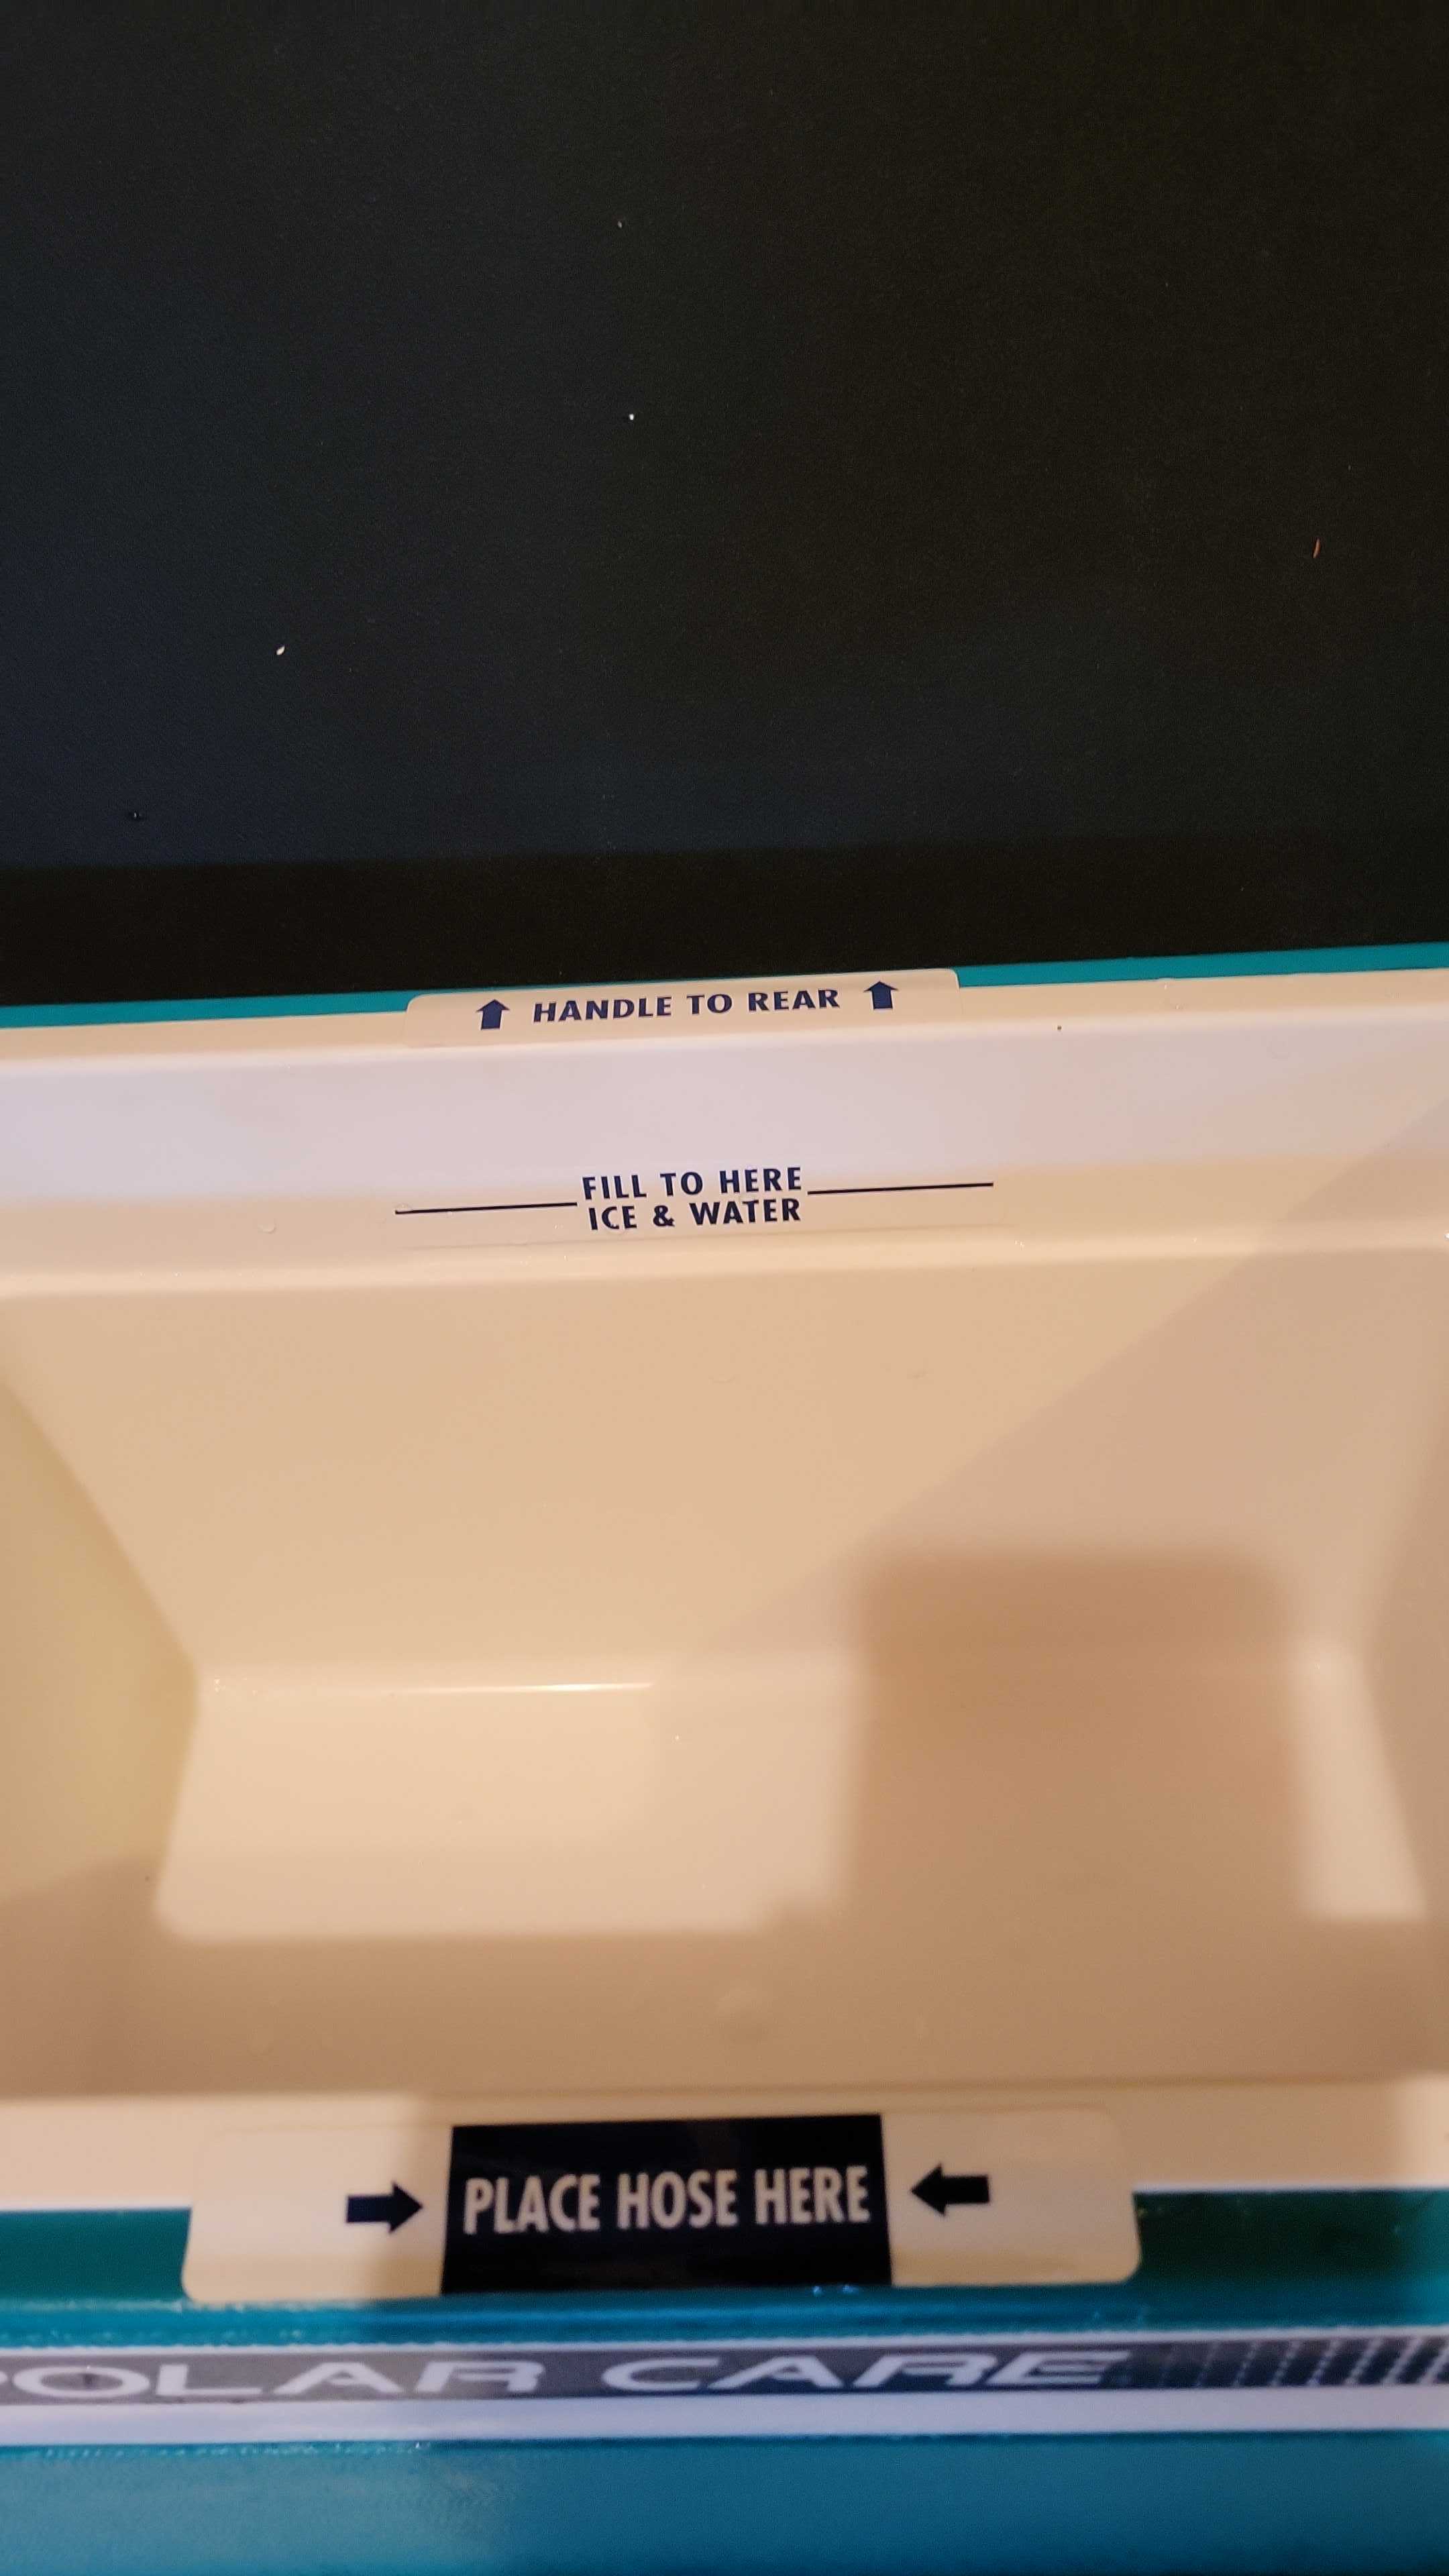 HANDLE TO REAR
FILL TO HERE
ICE & WATER
PLACE HOSE HERE
POLAR CARE